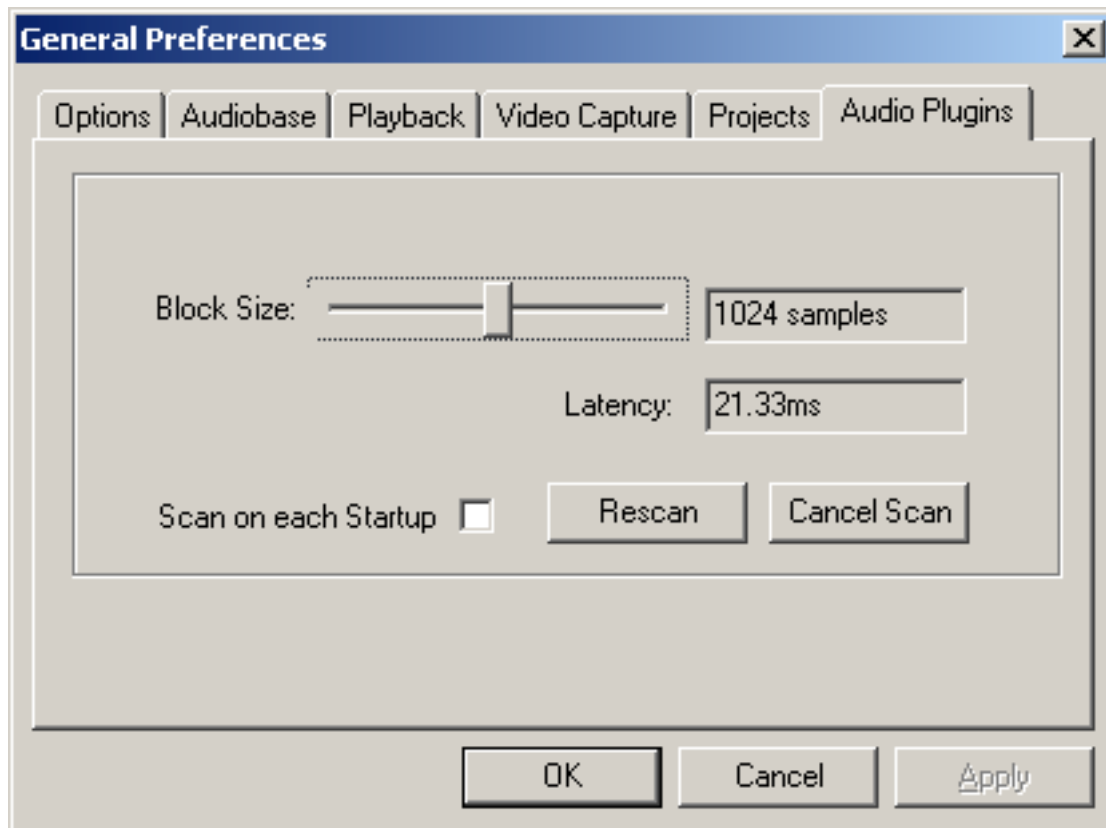 General Preferences
Options Audiobase Playback Video Capture Projects Audio Plugins
Block Size: 1024 samples
Latency: 21.33ms
Scan on each Startup Rescan Cancel Scan
OK Cancel Apply